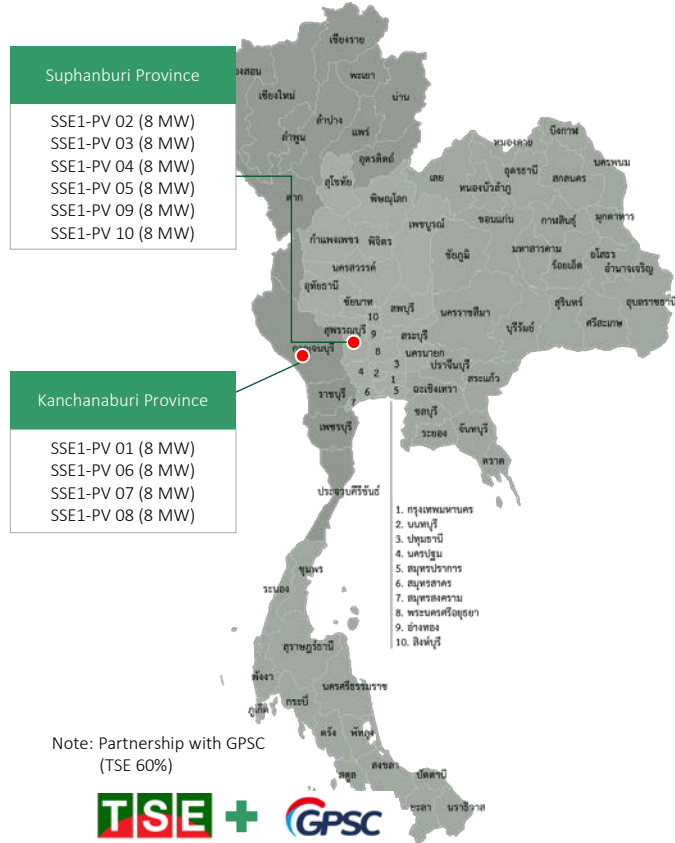 Suphanburi Province
SSE1-PV 02 (8 MW)
SSE1-PV 03 (8 MW)
SSE1-PV 04 (8 MW)
SSE1-PV 05 (8 MW)
SSE1-PV 09 (8 MW)
SSE1-PV 10 (8 MW)
Kanchanaburi Province
SSE1-PV 01 (8 MW)
SSE1-PV 06 (8 MW)
SSE1-PV 07 (8 MW)
SSE1-PV 08 (8 MW)
เชียงราย
องสอน
พะเยา
เชียงใหม่
น่าน
ลำปาง
ลำพูน
แพร่
อุตรดิตถ์
ตาก
สุโขทัย
พิษณุโลก
เพชรบูรณ์
กำแพงเพชร
พิจิตร
นครสวรรค์
อุทัยธานี
ชัยนาท
ลพบุรี
สุพรรณบุรี
สระบุรี
นครนายก
ปราจีนบุรี
สระแก้ว
ฉะเชิงเทรา
ชลบุรี
ระยอง
จันทบุรี
ตราด
เลย
หนองคาย
บึงกาฬ
หนองบัวลำภู
อุดรธานี
สกลนคร
นครพนม
ขอนแก่น
กาฬสินธุ์
มุกดาหาร
ชัยภูมิ
มหาสารคาม
ร้อยเอ็ด
ยโสธร
อำนาจเจริญ
นครราชสีมา
บุรีรัมย์
สุรินทร์
ศรีสะเกษ
อุบลราชธานี
10
9
8
3
4
2
1
6
5
7
กาญจนบุรี
ราชบุรี
เพชรบุรี
ประจวบคีรีขันธ์
1. กรุงเทพมหานคร
2. นนทบุรี
3. ปทุมธานี
4. นครปฐม
5. สมุทรปราการ
6. สมุทรสาคร
7. สมุทรสงคราม
8. พระนครศรีอยุธยา
9. อ่างทอง
10. สิงห์บุรี
ชุมพร
ระนอง
สุราษฎร์ธานี
พังงา
ภูเก็ต
กระบี่
นครศรีธรรมราช
ตรัง
พัทลุง
สตูล
สงขลา
ปัตตานี
ยะลา
นราธิวาส
Note: Partnership with GPSC
(TSE 60%)
TSE + GPSC